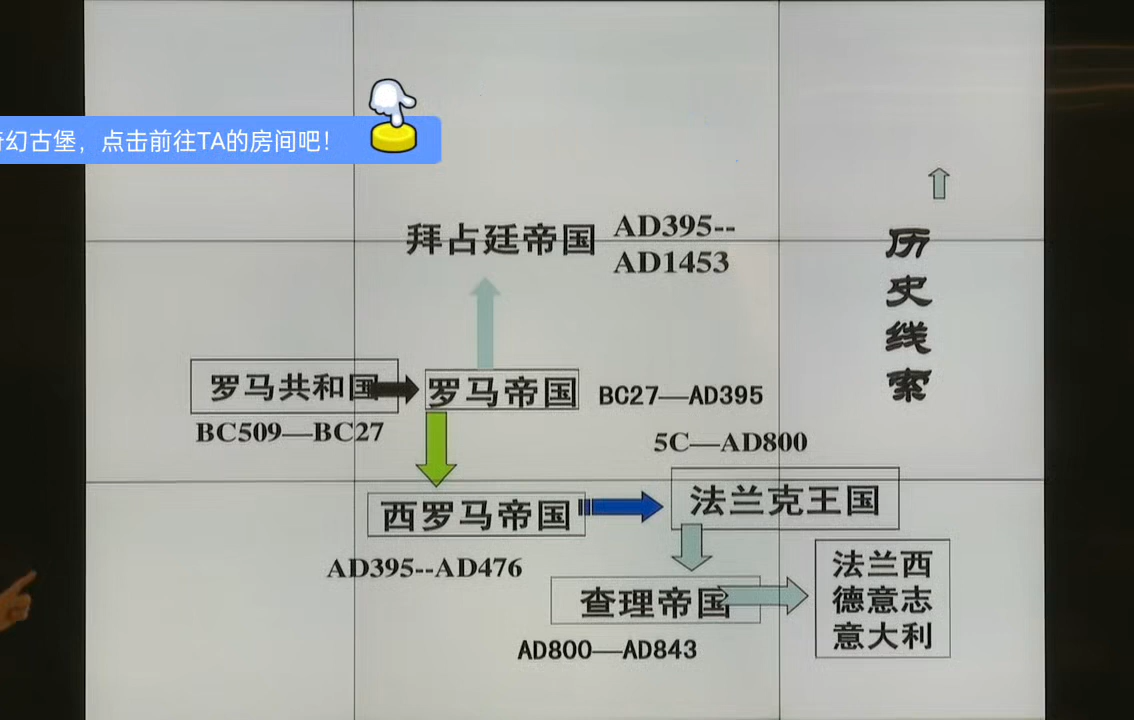 幻古堡，点击前往TA的房间吧！
拜占廷帝国 AD395--
AD1453
历史线索
罗马共和国
罗马帝国 BC27—AD395
BC509—BC27
5C—AD800
西罗马帝国
法兰克王国
AD395--AD476
查理帝国
法兰西
德意志
意大利
AD800—AD843